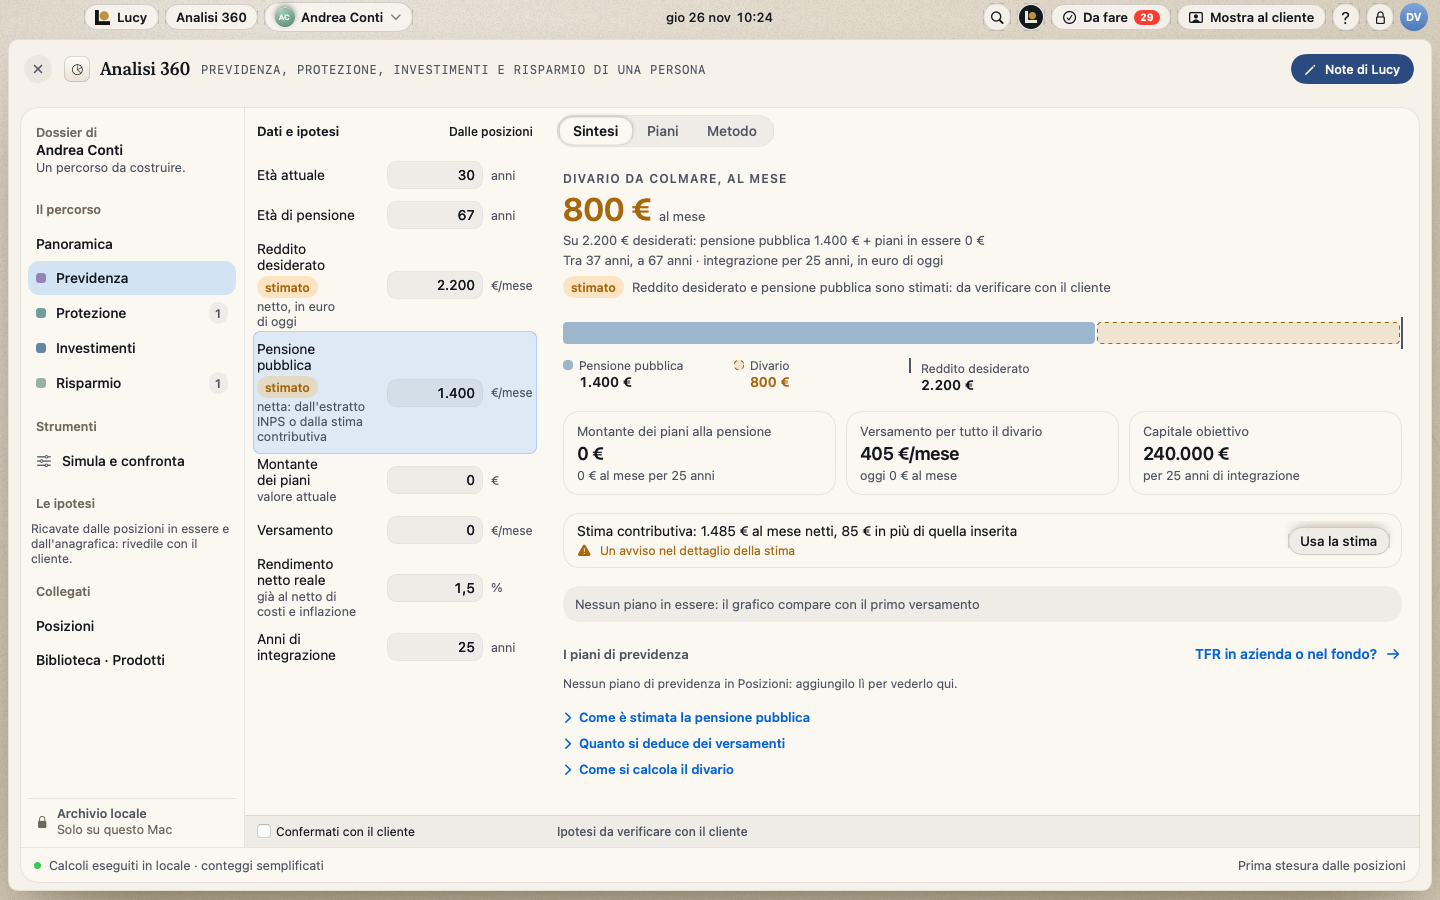 Lucy
Analisi 360
AC Andrea Conti
gio 26 nov 10:24
Da fare 29
Mostra al cliente
?
DV
Analisi 360 PREVIDENZA, PROTEZIONE, INVESTIMENTI E RISPARMIO DI UNA PERSONA
Note di Lucy
Dossier di
Andrea Conti
Un percorso da costruire.
Il percorso
Panoramica
Previdenza
Protezione 1
Investimenti
Risparmio 1
Strumenti
Simula e confronta
Le ipotesi
Ricavate dalle posizioni in essere e
dall'anagrafica: rivedile con il
cliente.
Collegati
Posizioni
Biblioteca · Prodotti
Archivio locale
Solo su questo Mac
Dati e ipotesi Dalle posizioni
Età attuale 30 anni
Età di pensione 67 anni
Reddito
desiderato
stimato
netto, in euro
di oggi
2.200 €/mese
Pensione
pubblica
stimato
netta: dall'estratto
INPS o dalla stima
contributiva
1.400 €/mese
Montante
dei piani
valore attuale
0 €
Versamento 0 €/mese
Rendimento
netto reale
già al netto di
costi e inflazione
1,5 %
Anni di
integrazione
25 anni
Sintesi Piani Metodo
DIVARIO DA COLMARE, AL MESE
800 € al mese
Su 2.200 € desiderati: pensione pubblica 1.400 € + piani in essere 0 €
Tra 37 anni, a 67 anni · integrazione per 25 anni, in euro di oggi
stimato Reddito desiderato e pensione pubblica sono stimati: da verificare con il cliente
Pensione pubblica
1.400 €
Divario
800 €
Reddito desiderato
2.200 €
Montante dei piani alla pensione
0 €
0 € al mese per 25 anni
Versamento per tutto il divario
405 €/mese
oggi 0 € al mese
Capitale obiettivo
240.000 €
per 25 anni di integrazione
Stima contributiva: 1.485 € al mese netti, 85 € in più di quella inserita
Un avviso nel dettaglio della stima
Usa la stima
Nessun piano in essere: il grafico compare con il primo versamento
I piani di previdenza
TFR in azienda o nel fondo?
Nessun piano di previdenza in Posizioni: aggiungilo lì per vederlo qui.
Come è stimata la pensione pubblica
Quanto si deduce dei versamenti
Come si calcola il divario
Confermati con il cliente
Ipotesi da verificare con il cliente
Calcoli eseguiti in locale · conteggi semplificati
Prima stesura dalle posizioni